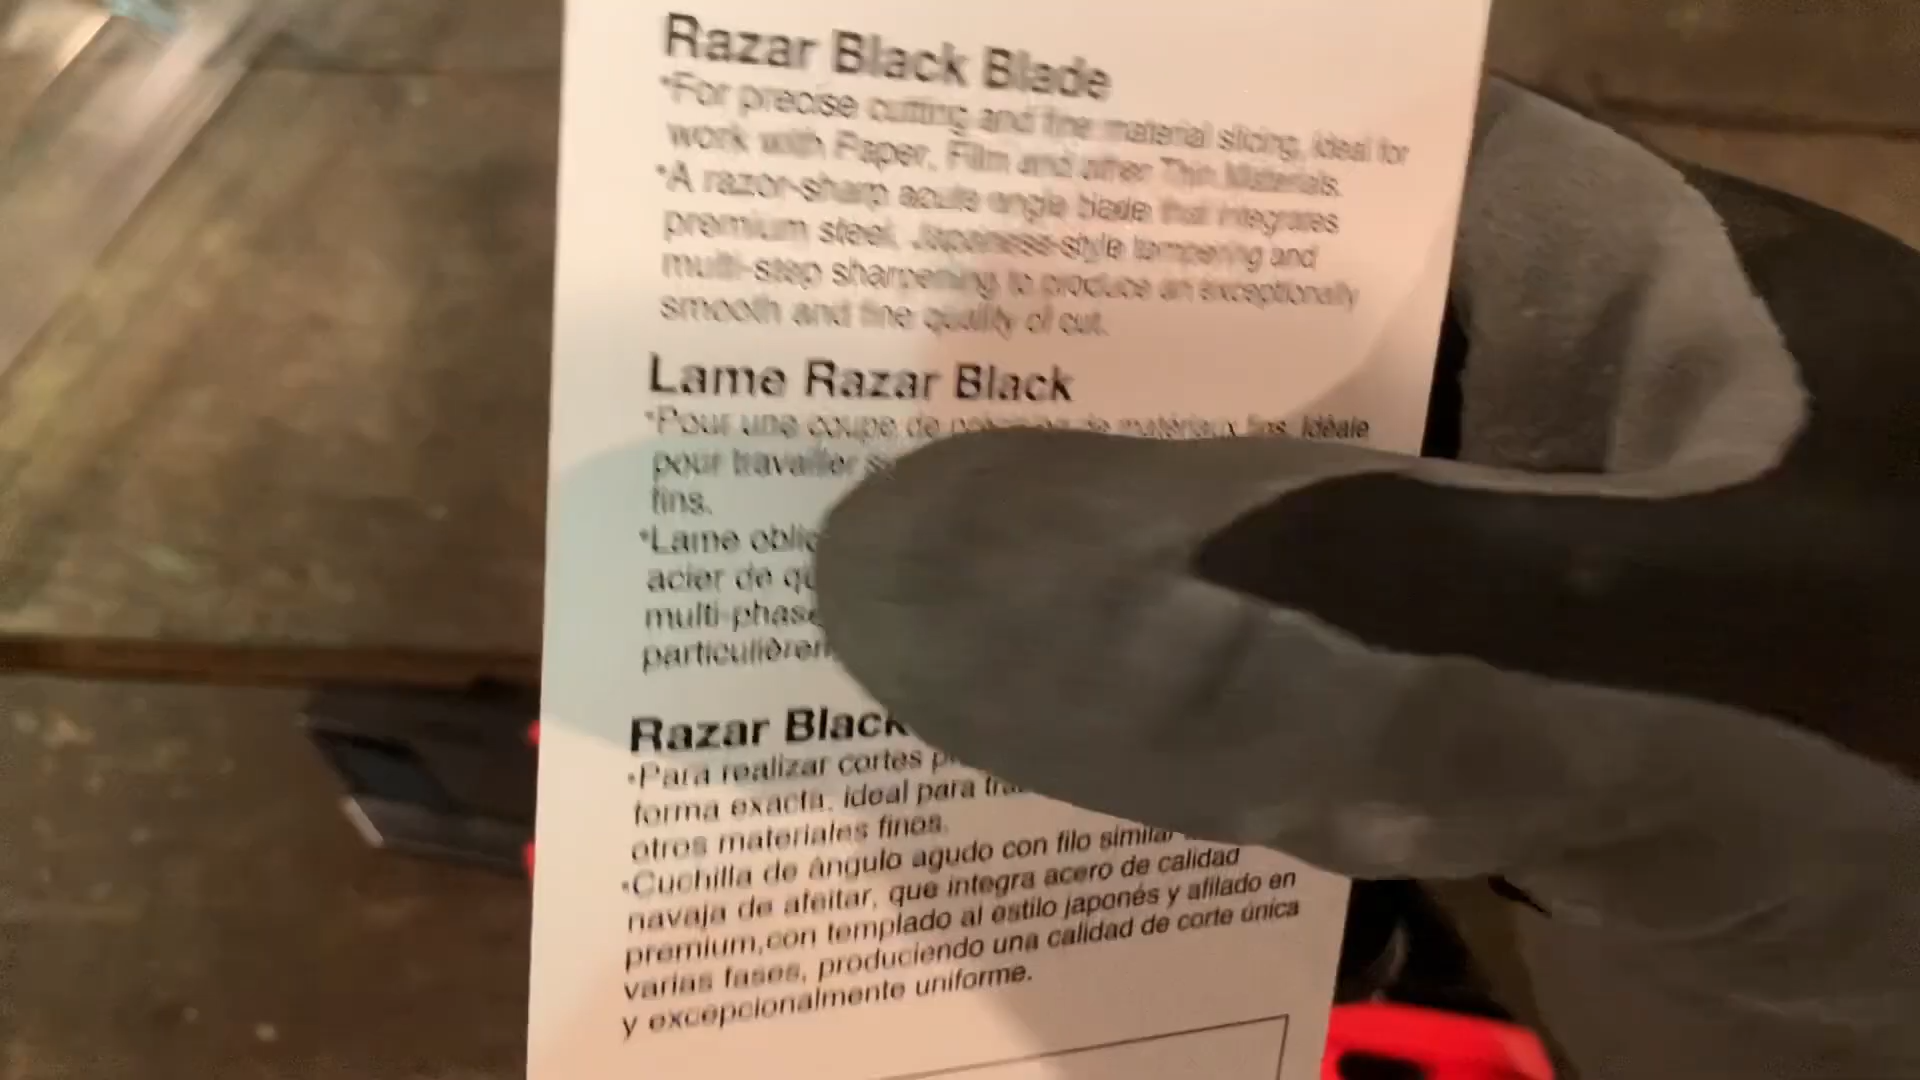 Razar Black Blade
*For precise cutting and fine material slicing, ideal for
work with Paper, Film and other Thin Materials.
*A razor-sharp acute angle blade that integrates
premium steel, Japanese-style tempering and
multi-step sharpening, to produce an exceptionally
smooth and fine quality of cut.
Lame Razar Black
*Pour une coupe de de matériaux fins. Idéale
pour travailler
fins.
*Lame
acier de
multi-phase
Razar Black
*Para realizar cortes
forma exacta, ideal para
otros materiales finos.
*Cuchilla de ángulo agudo con filo similar
navaja de afeitar, que integra acero de calidad
premium,con templado al estilo japonés y afilado en
varias fases, produciendo una calidad de corte única
y excepcionalmente uniforme.